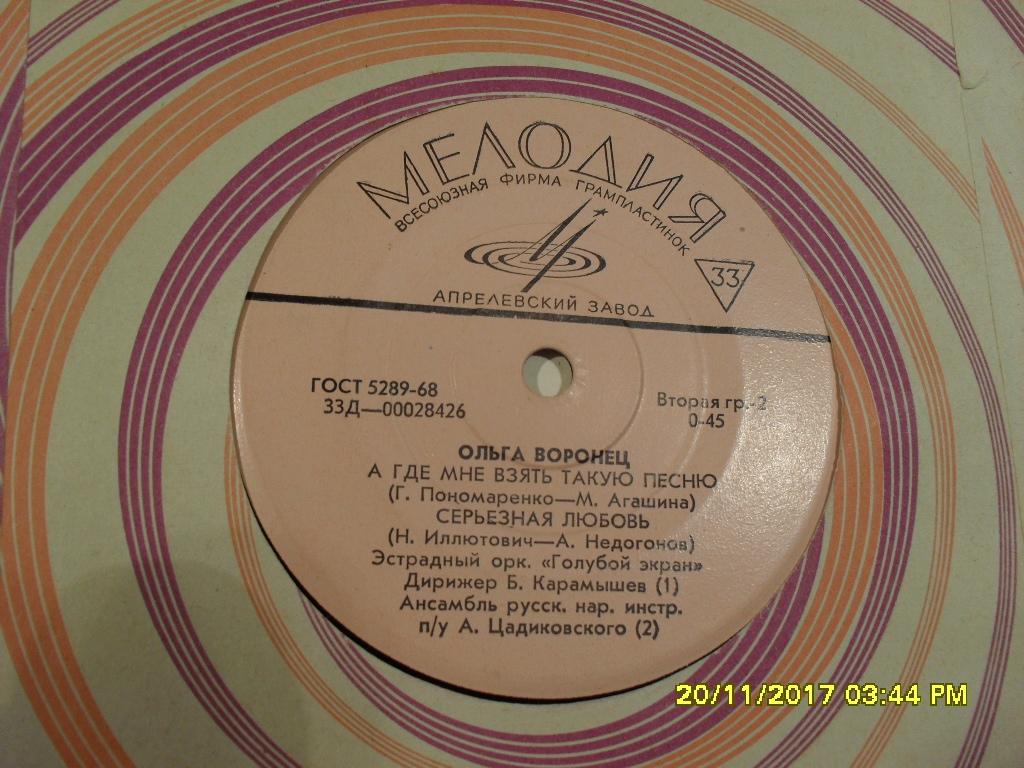 МЕЛОДИЯ
ВСЕСОЮЗНАЯ ФИРМА ГРАМПЛАСТИНОК
33
АПРЕЛЕВСКИЙ ЗАВОД
ГОСТ 5289-68
33Д—00028426
Вторая гр.-2
0-45
ОЛЬГА ВОРОНЕЦ
А ГДЕ МНЕ ВЗЯТЬ ТАКУЮ ПЕСНЮ
(Г. Пономаренко—М. Агашина)
СЕРЬЕЗНАЯ ЛЮБОВЬ
(Н. Иллютович—А. Недогонов)
Эстрадный орк. «Голубой экран»
Дирижер Б. Карамышев (1)
Ансамбль русск. нар. инстр.
п/у А. Цадиковского (2)
20/11/2017 03:44 PM